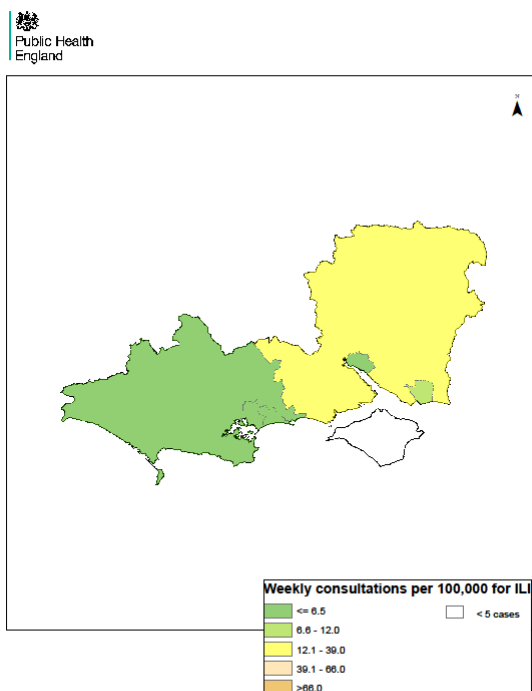 Public Health
England
N
Weekly consultations per 100,000 for ILI
<= 6.5
< 5 cases
6.6 - 12.0
12.1 - 39.0
39.1 - 66.0
>66.0